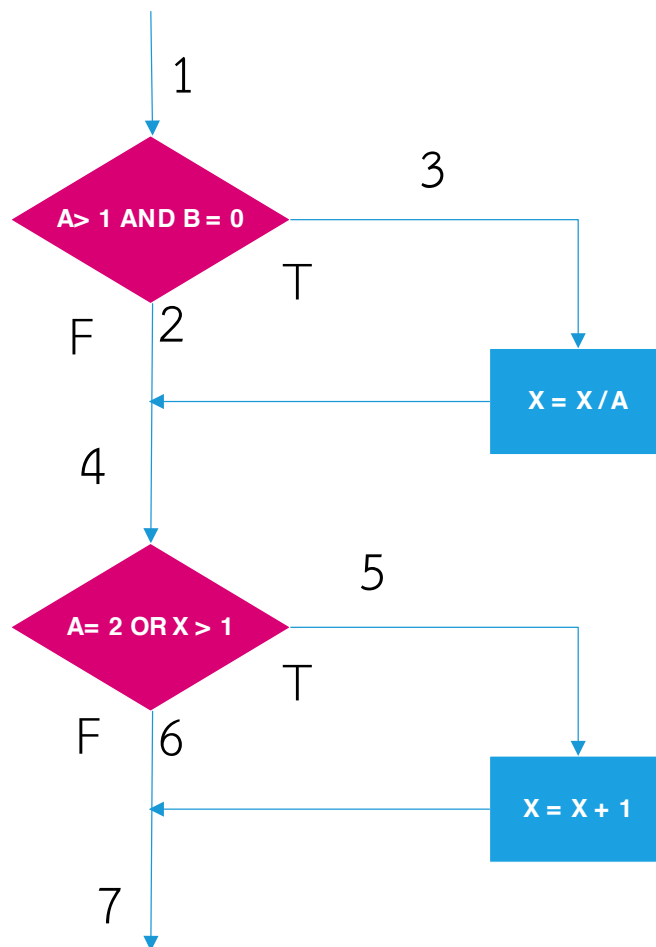 1
3
A> 1 AND B = 0
T
2
F
X = X / A
4
5
A= 2 OR X > 1
T
F
6
X = X + 1
7